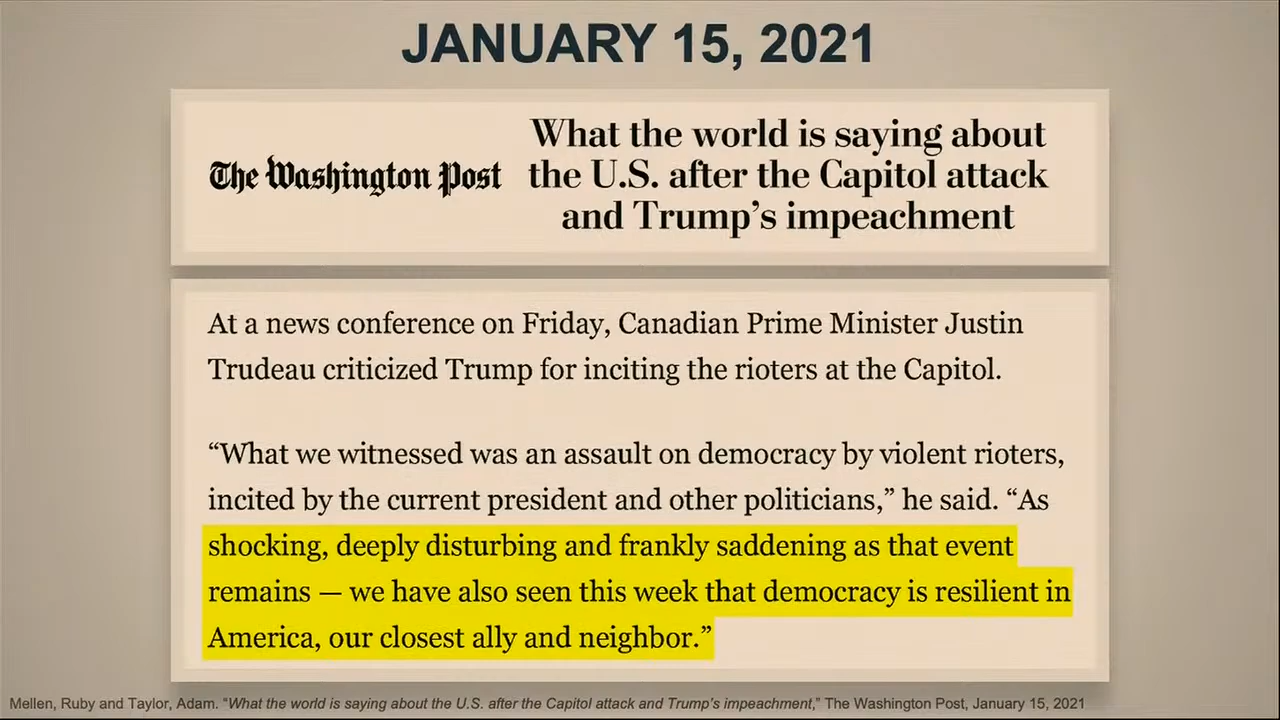 JANUARY 15, 2021
The Washington Post
What the world is saying about
the U.S. after the Capitol attack
and Trump’s impeachment
At a news conference on Friday, Canadian Prime Minister Justin
Trudeau criticized Trump for inciting the rioters at the Capitol.
“What we witnessed was an assault on democracy by violent rioters,
incited by the current president and other politicians,” he said. “As
shocking, deeply disturbing and frankly saddening as that event
remains — we have also seen this week that democracy is resilient in
America, our closest ally and neighbor.”
Mellen, Ruby and Taylor, Adam. “What the world is saying about the U.S. after the Capitol attack and Trump’s impeachment,” The Washington Post, January 15, 2021